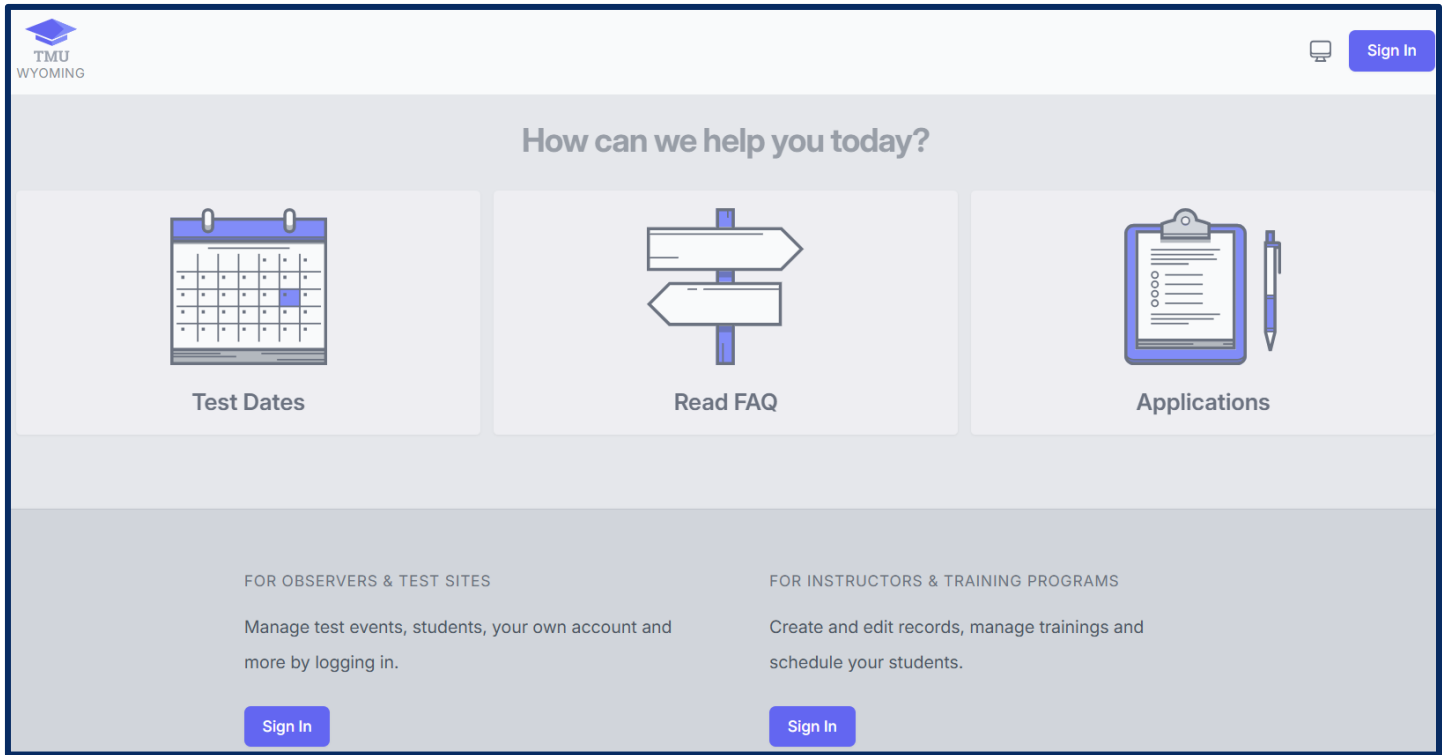 TMU
WYOMING
Sign In
How can we help you today?
Test Dates
Read FAQ
Applications
FOR OBSERVERS & TEST SITES
Manage test events, students, your own account and
more by logging in.
Sign In
FOR INSTRUCTORS & TRAINING PROGRAMS
Create and edit records, manage trainings and
schedule your students.
Sign In